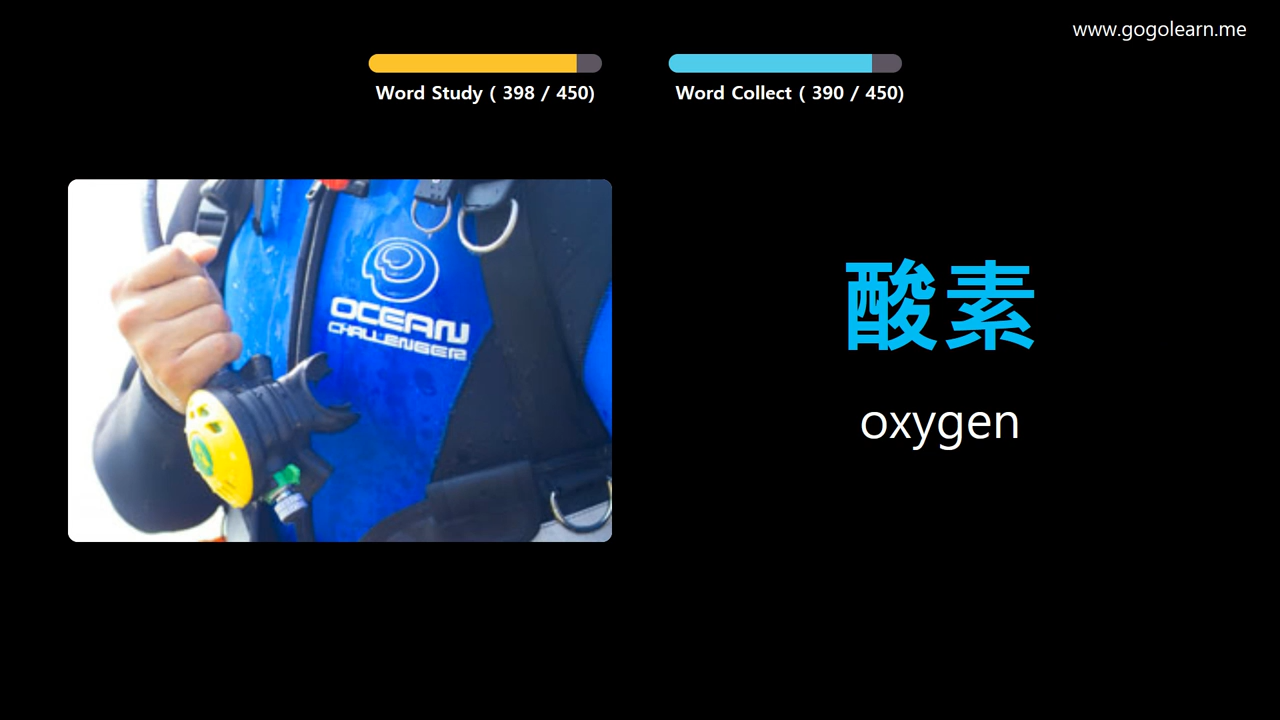 www.gogolearn.me
Word Study ( 398 / 450)
Word Collect ( 390 / 450)
OCEAN
CHALLENGER
酸素
oxygen